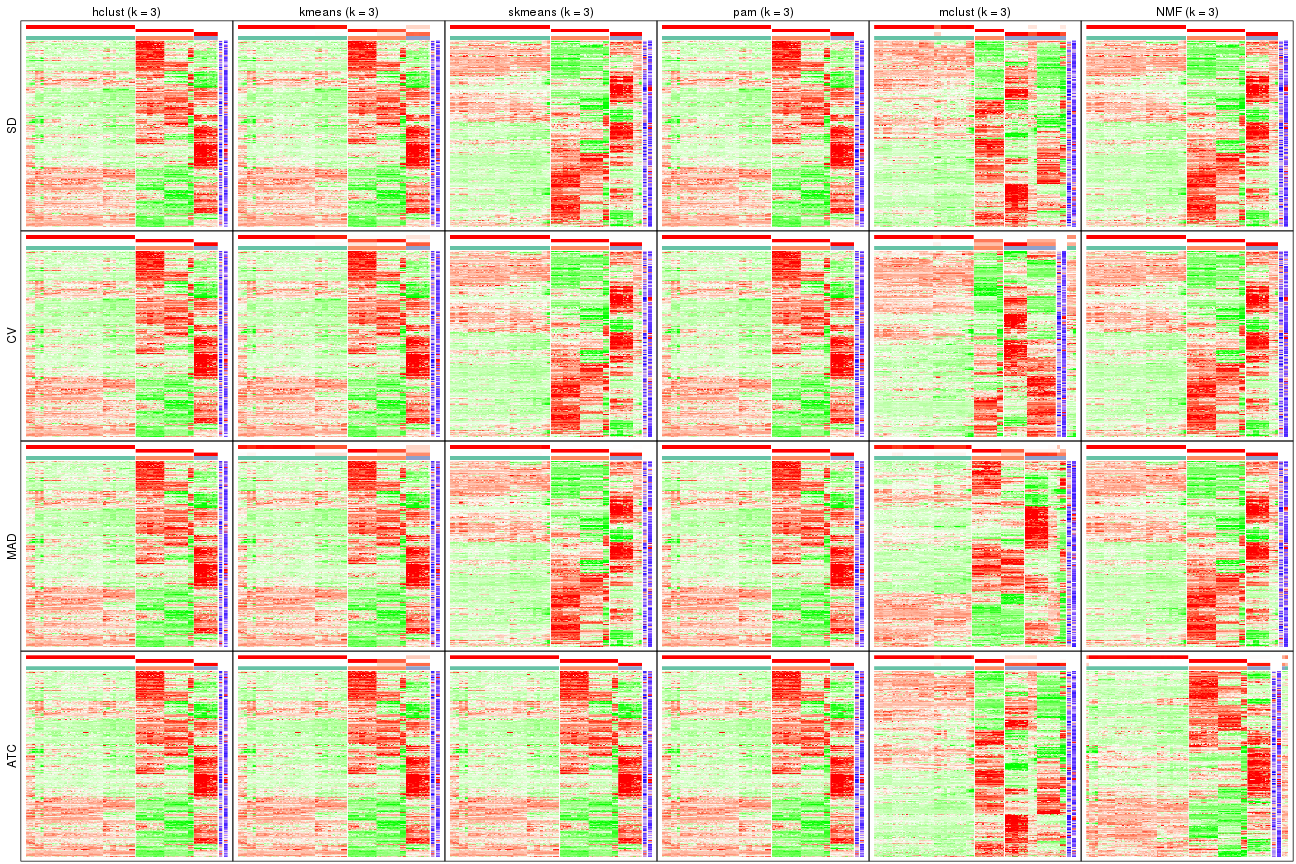 hclust (k = 3)
kmeans (k = 3)
skmeans (k = 3)
pam (k = 3)
mclust (k = 3)
NMF (k = 3)
SD
CV
MAD
ATC